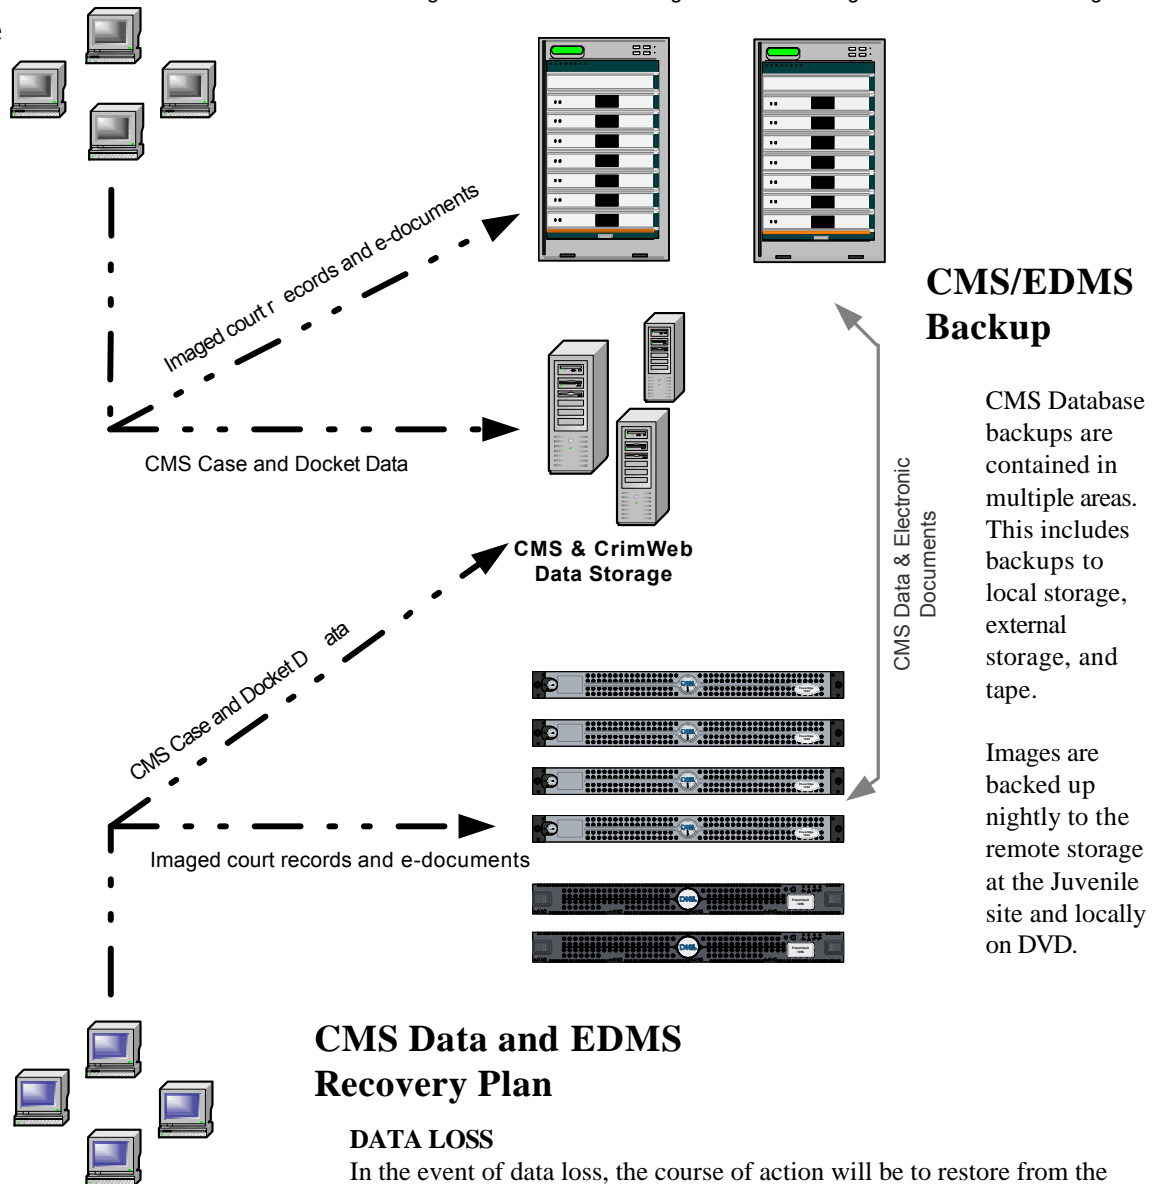 Imaged court records and e-documents
CMS/EDMS
Backup
CMS Case and Docket Data
CMS & CrimWeb
Data Storage
CMS Data & Electronic
Documents
CMS Database
backups are
contained in
multiple areas.
This includes
backups to
local storage,
external
storage, and
tape.
Images are
backed up
nightly to the
remote storage
at the Juvenile
site and locally
on DVD.
CMS Case and Docket Data
Imaged court records and e-documents
CMS Data and EDMS
Recovery Plan
DATA LOSS
In the event of data loss, the course of action will be to restore from the